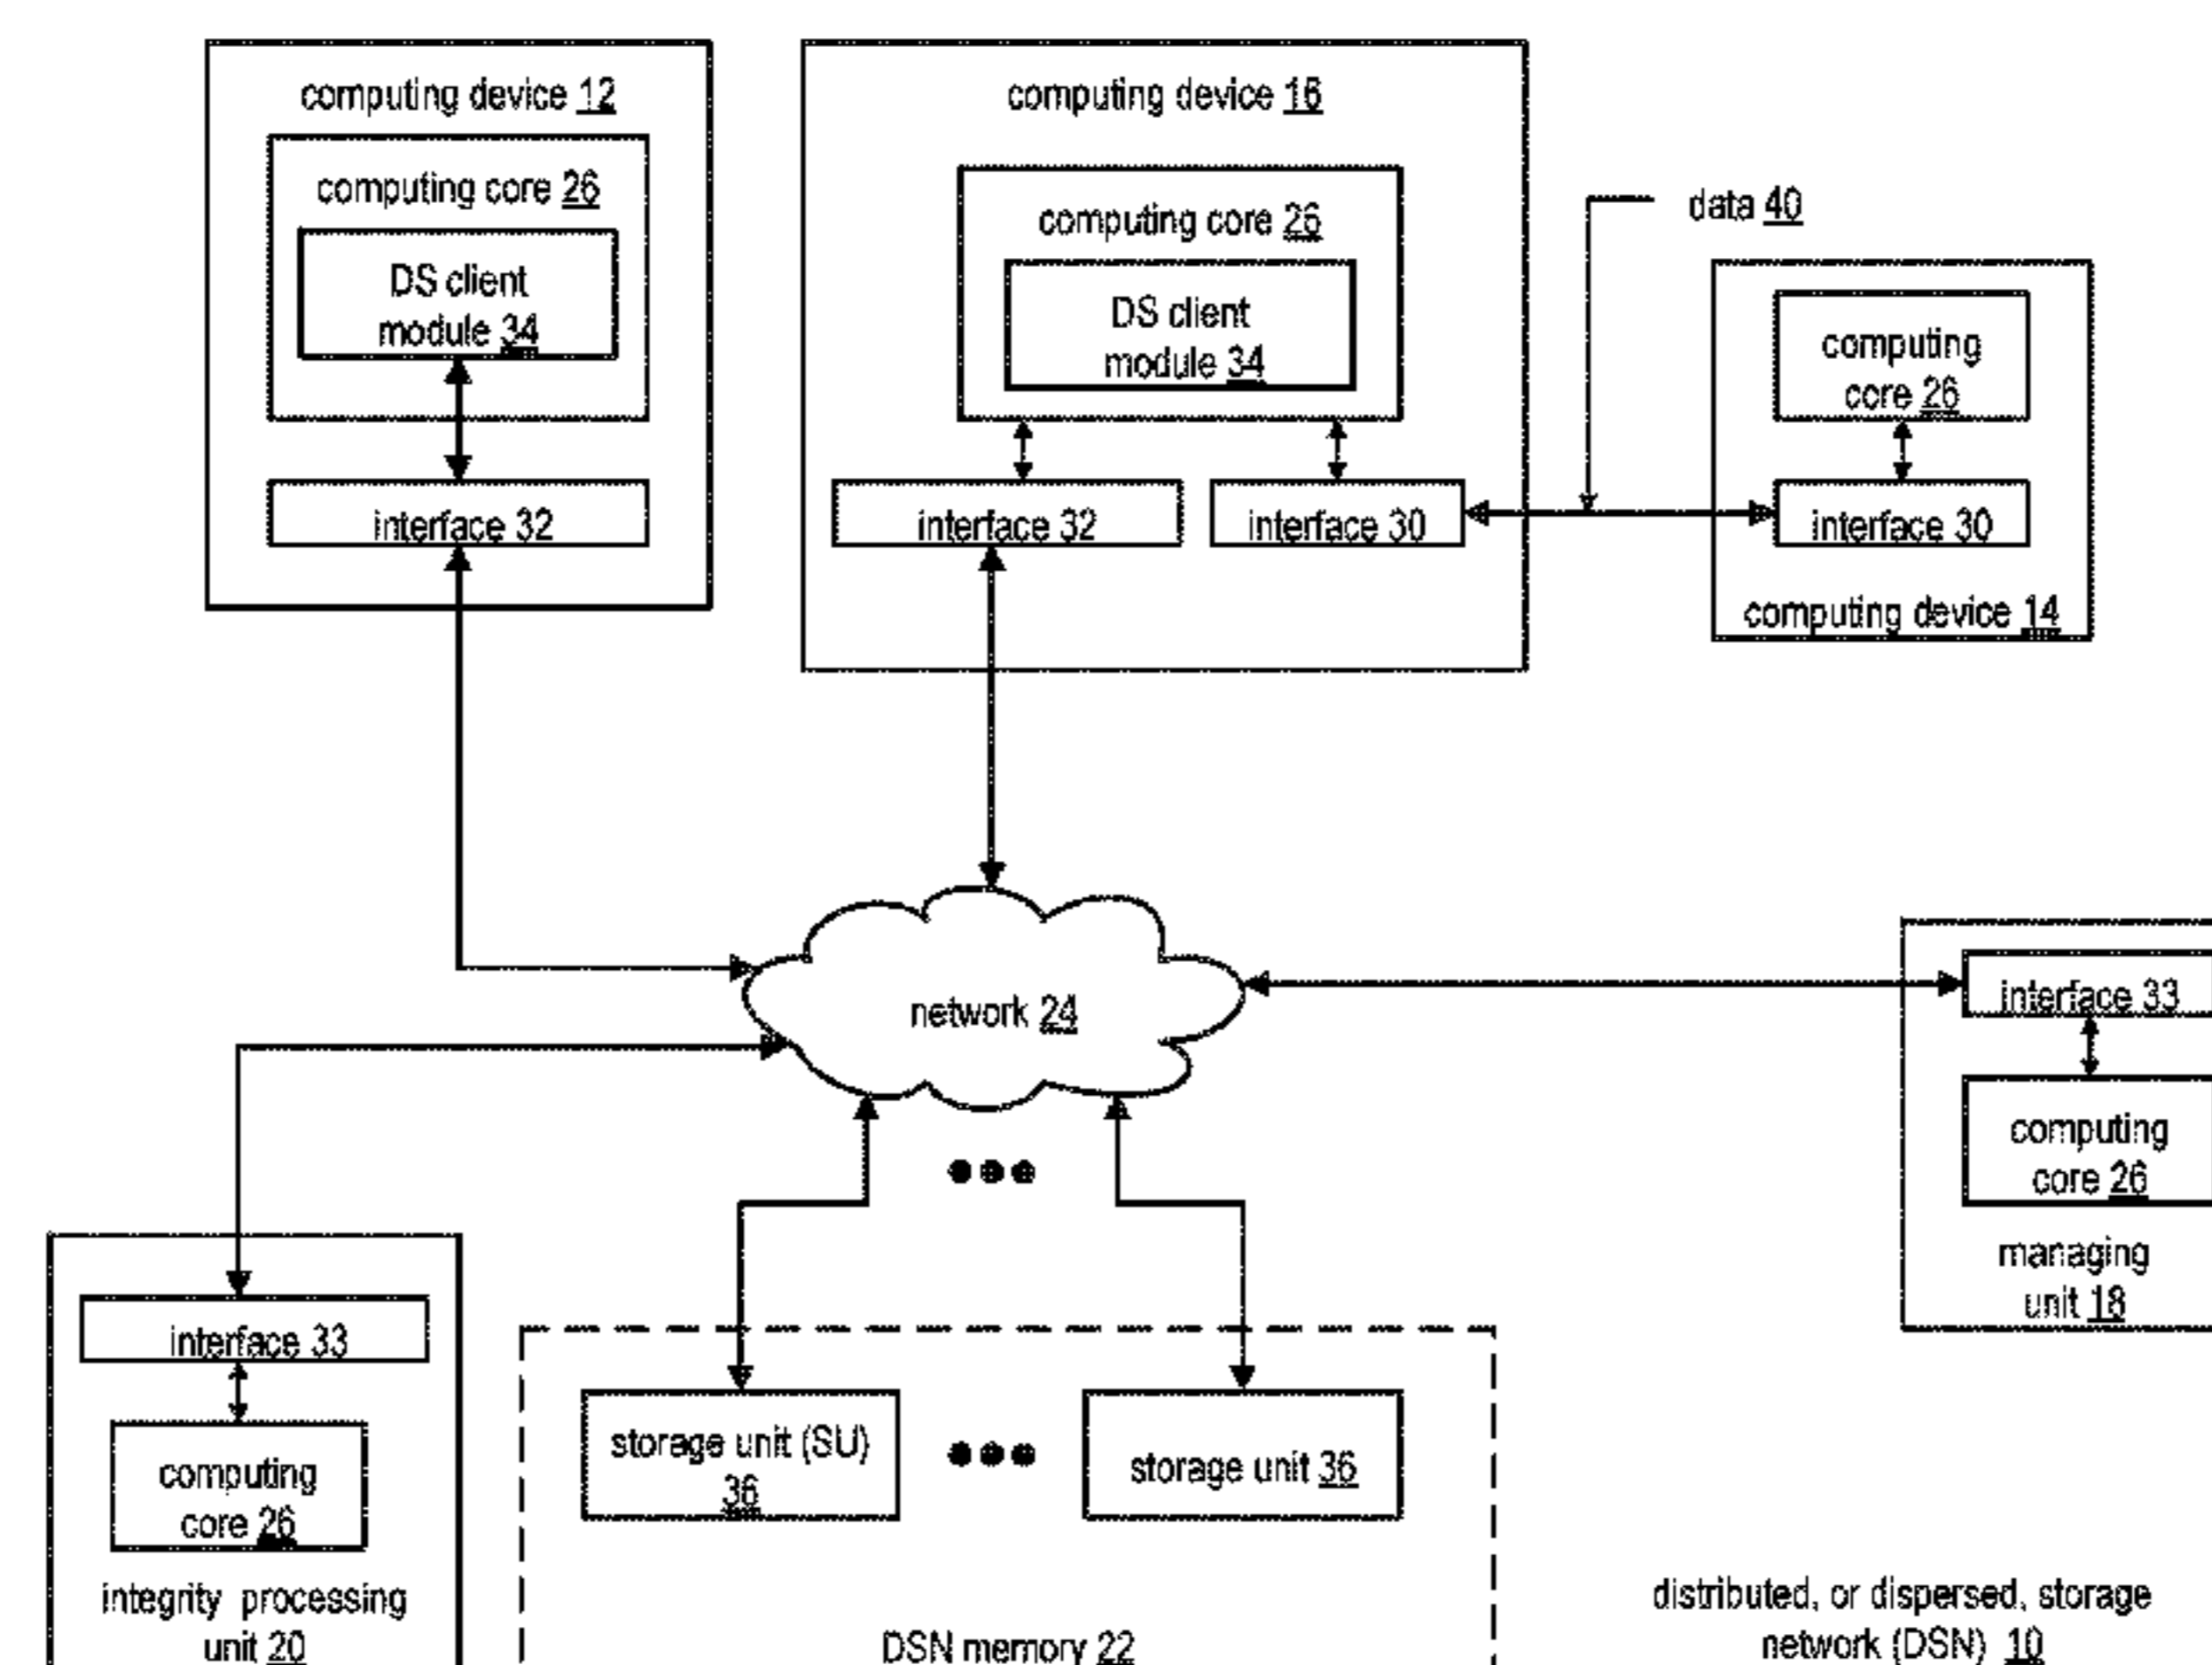 computing device 12
computing core 26
DS client
module 34
interface 32
computing device 16
computing core 26
DS client
module 34
interface 32
interface 30
data 40
computing
core 26
interface 30
computing device 14
network 24
interface 33
computing
core 26
managing
unit 18
interface 33
computing
core 26
integrity processing
unit 20
storage unit (SU)
36
storage unit 36
DSN memory 22
distributed, or dispersed, storage
network (DSN) 10